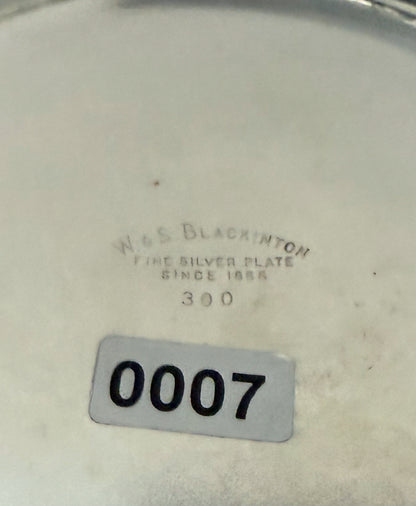 W & S BLACKINTON
FINE SILVER PLATE
SINCE 1865
300
0007